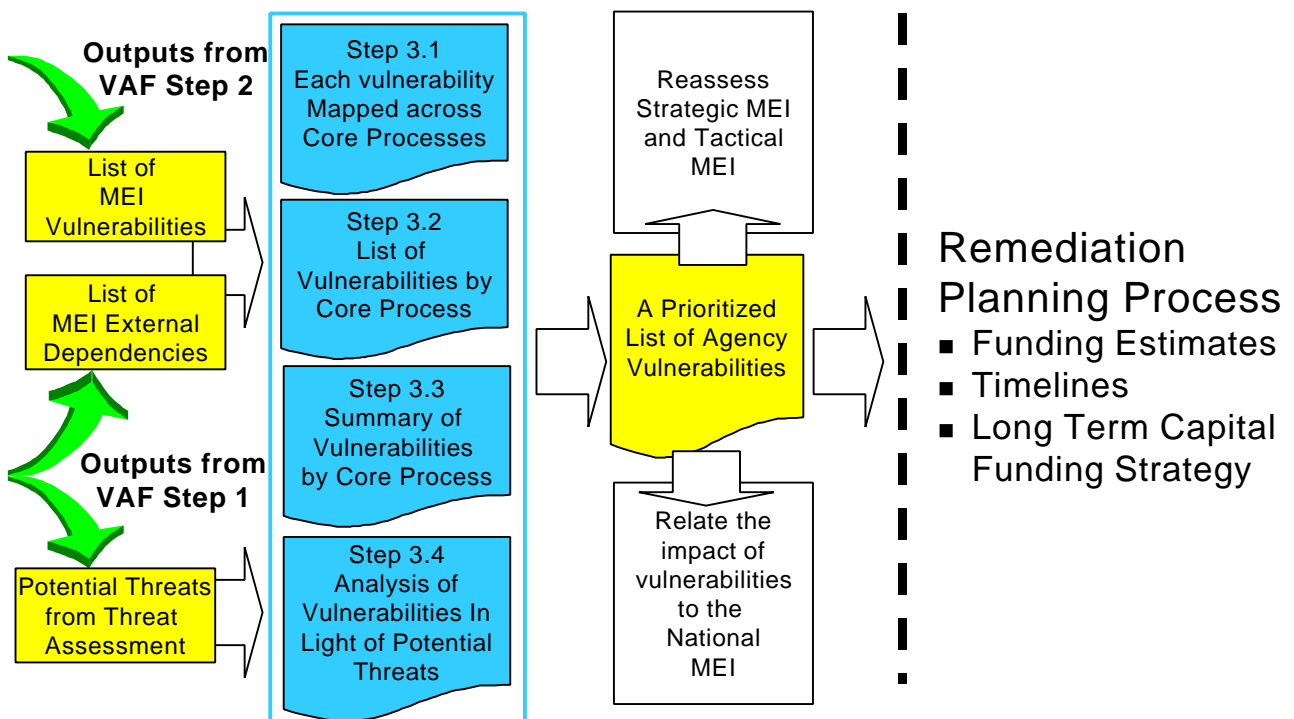 Outputs from
VAF Step 2
List of
MEI
Vulnerabilities
List of
MEI External
Dependencies
Outputs from
VAF Step 1
Potential Threats
from Threat
Assessment
Step 3.1
Each vulnerability
Mapped across
Core Processes
Step 3.2
List of
Vulnerabilities by
Core Process
Step 3.3
Summary of
Vulnerabilities
by Core Process
Step 3.4
Analysis of
Vulnerabilities In
Light of Potential
Threats
Reassess
Strategic MEI
and Tactical
MEI
A Prioritized
List of Agency
Vulnerabilities
Relate the
impact of
vulnerabilities
to the
National
MEI
Remediation
Planning Process
■ Funding Estimates
■ Timelines
■ Long Term Capital
Funding Strategy